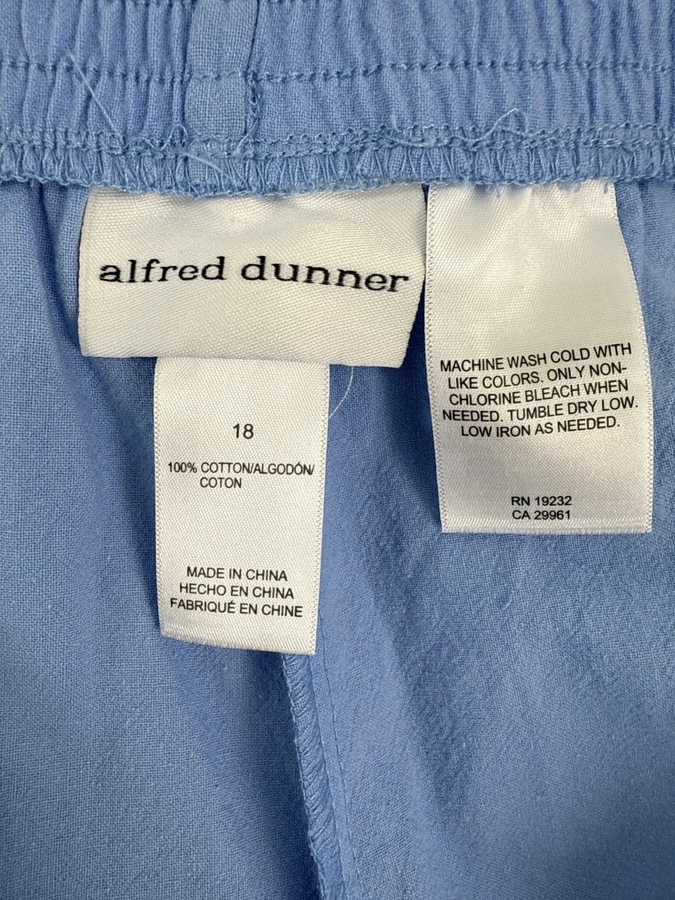 alfred dunner
18
100% COTTON/ALGODÓN/
COTON
MADE IN CHINA
HECHO EN CHINA
FABRIQUÉ EN CHINE
MACHINE WASH COLD WITH
LIKE COLORS. ONLY NON-
CHLORINE BLEACH WHEN
NEEDED. TUMBLE DRY LOW.
LOW IRON AS NEEDED.
RN 19232
CA 29961